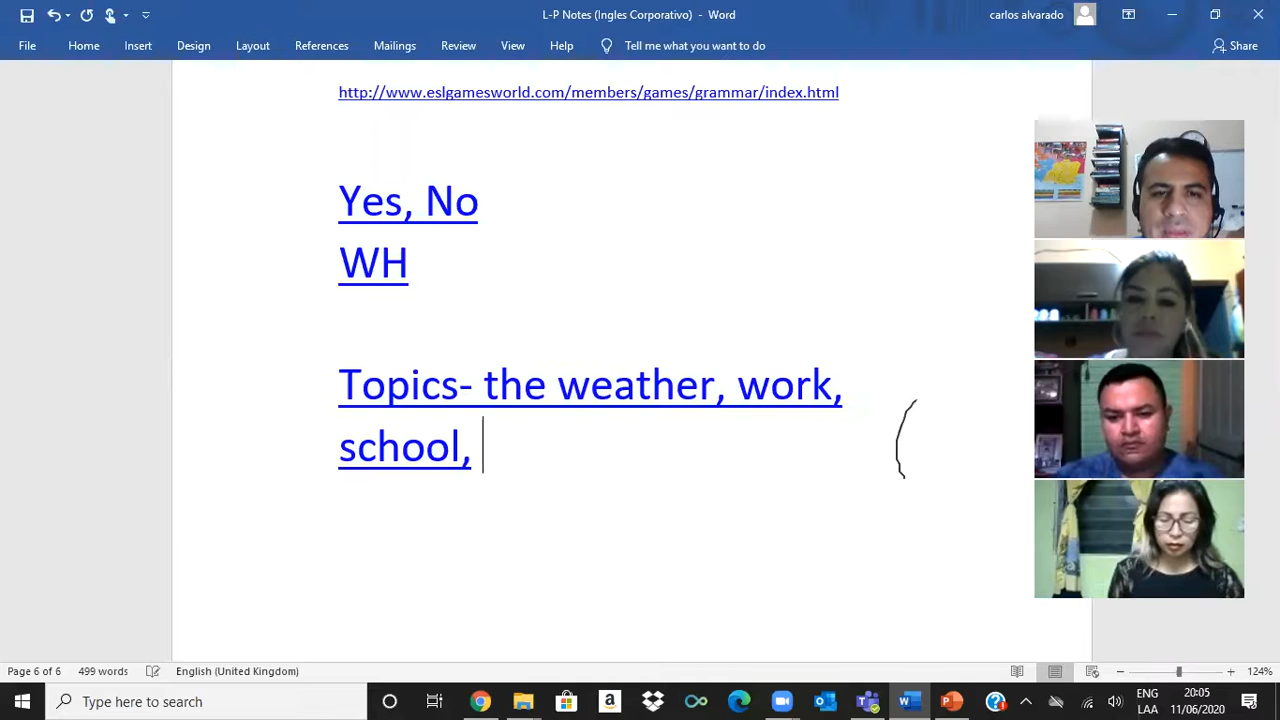 L-P Notes (Ingles Corporativo) - Word
carlos alvarado
File Home Insert Design Layout References Mailings Review View Help Tell me what you want to do Share
http://www.eslgamesworld.com/members/games/grammar/index.html
Yes, No
WH
Topics- the weather, work,
school,
Page 6 of 6 499 words English (United Kingdom) 124%
Type here to search
ENG 20:05
LAA 11/06/2020